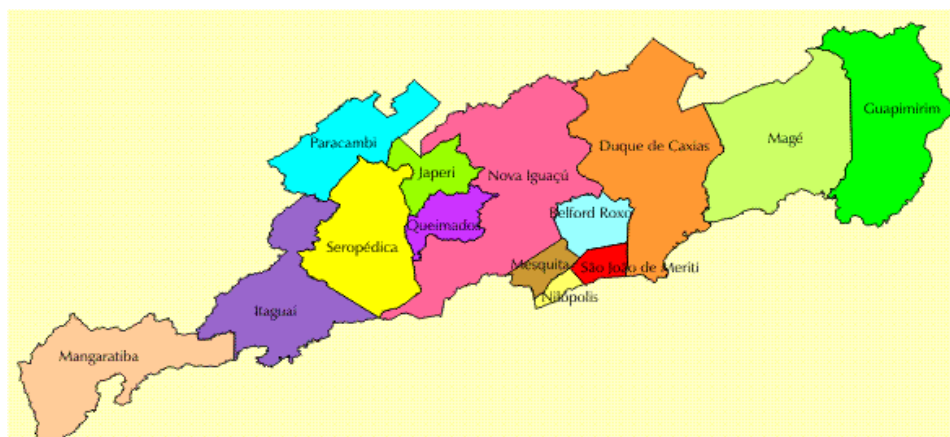 Guapimirim
Paracambi
Magé
Duque de Caxias
Japeri
Nova Iguaçú
Belford Roxo
Queimados
Seropédica
Mesquita
São João de Meriti
Nilópolis
Itaguaí
Mangaratiba